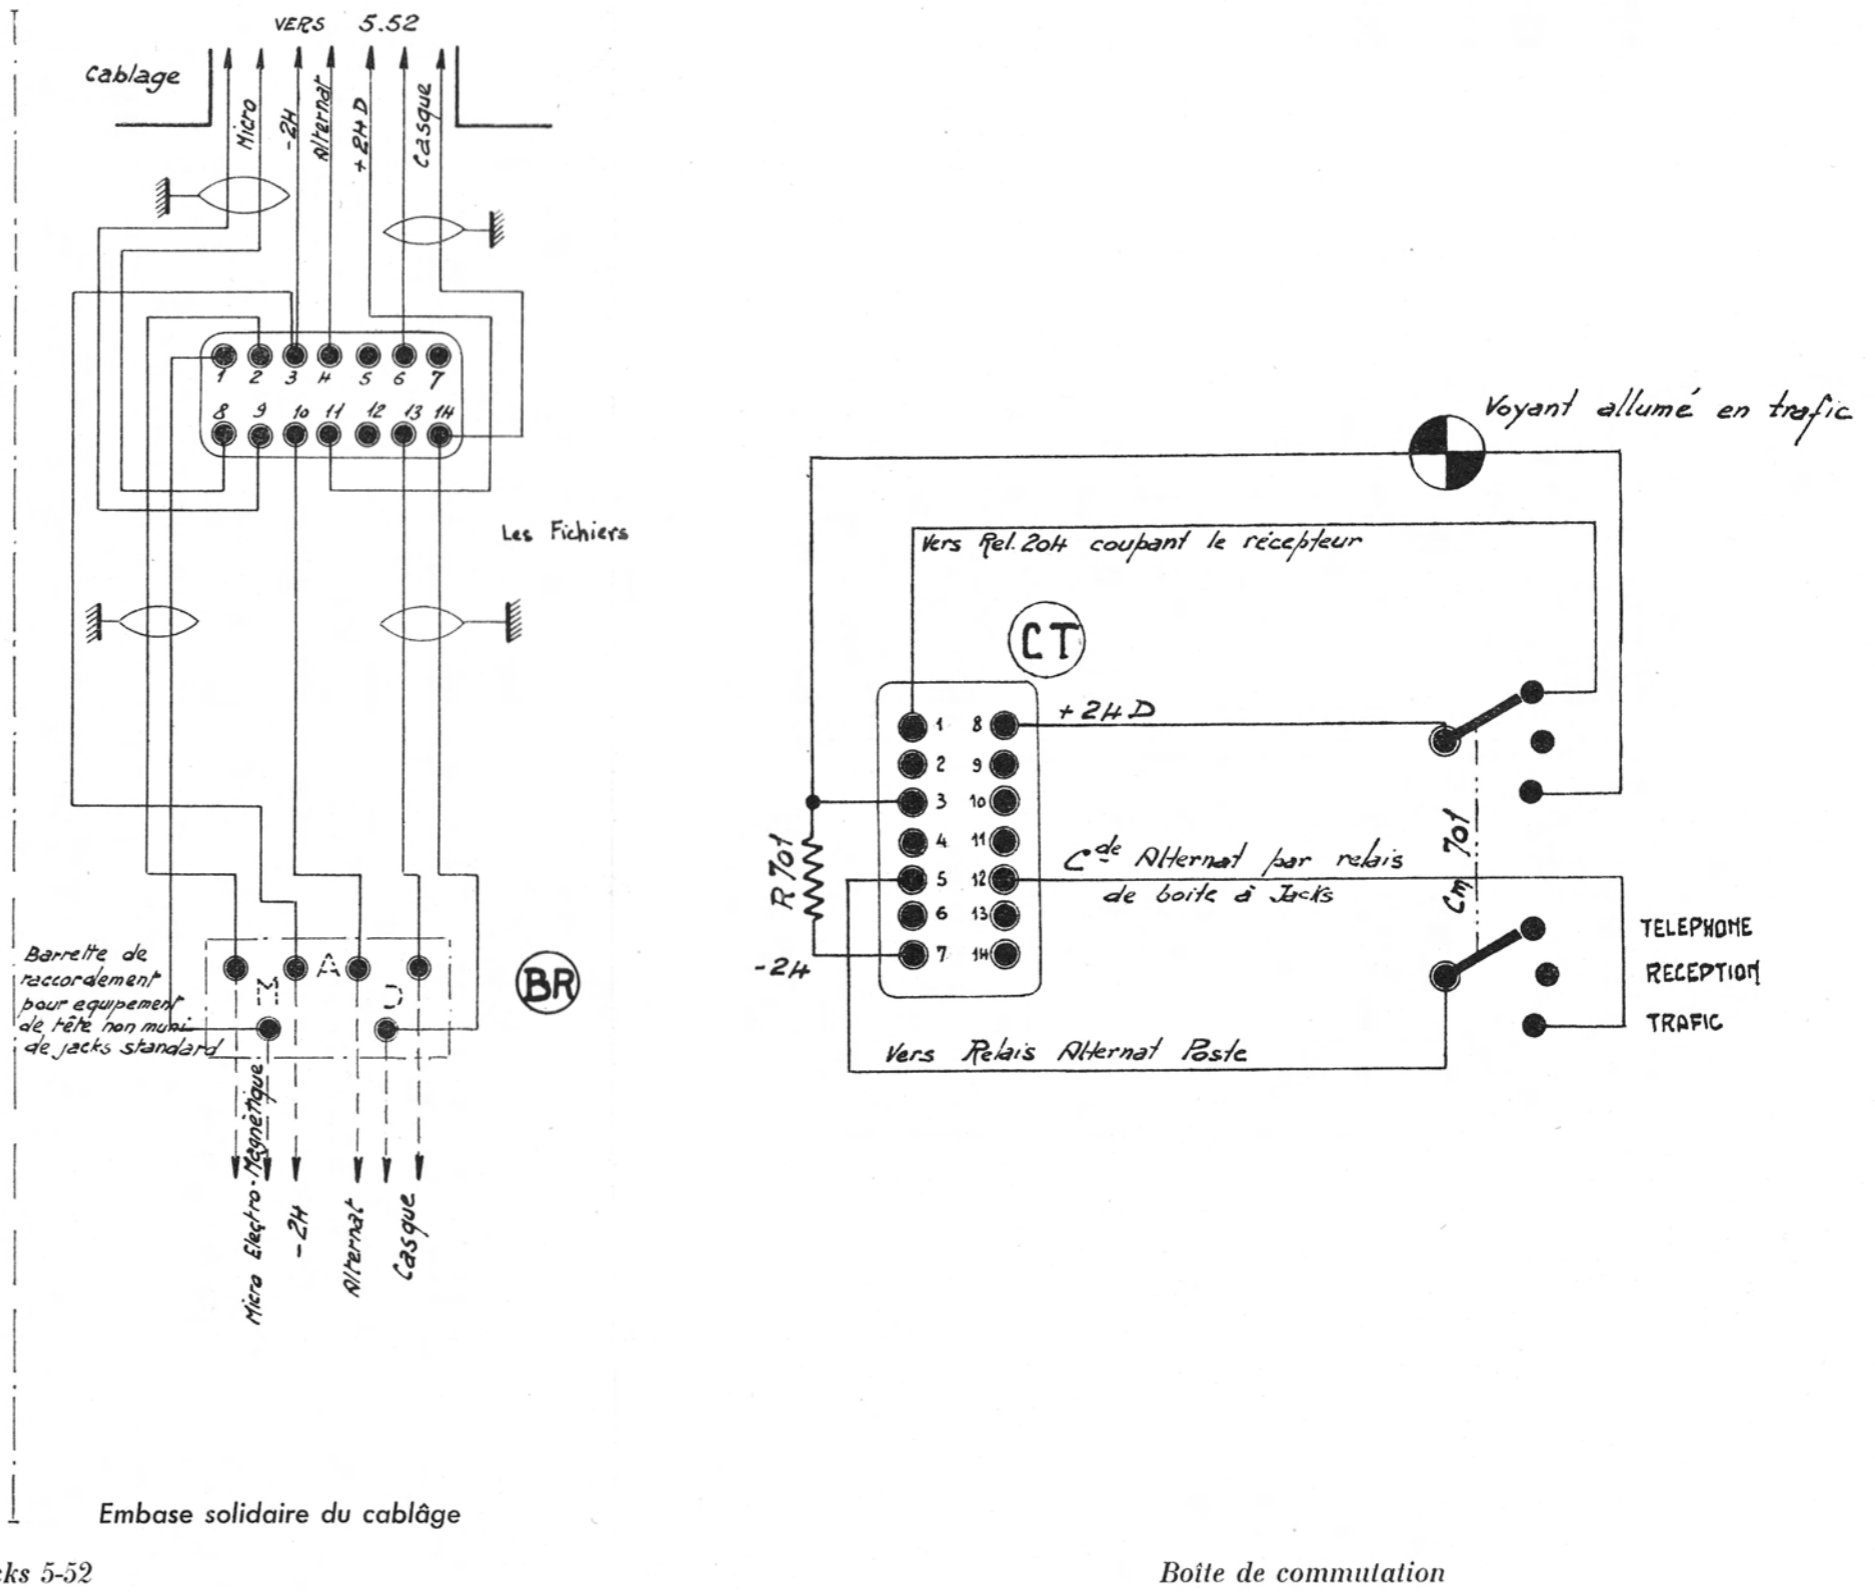 VERS 5.52
Cablage
Micro
-24
Alternat
+24D
Casque
1 2 3 4 5 6 7
8 9 10 11 12 13 14
Les Fichiers
Barrette de
raccordement
pour equipement
de tête non muni
de jacks standard
M A U
BR
Micro Electro-Magnétique
-24
Alternat
Casque
Embase solidaire du cablâge
cks 5-52
Voyant allumé en trafic
Vers Rel. 204 coupant le récepteur
CT
1 8
2 9
3 10
4 11
5 12
6 13
7 14
+24D
R 701
-24
Cde Alternat par relais
de boite à Jacks
Cm 701
TELEPHONE
RECEPTION
TRAFIC
Vers Relais Alternat Poste
Boîte de commutation